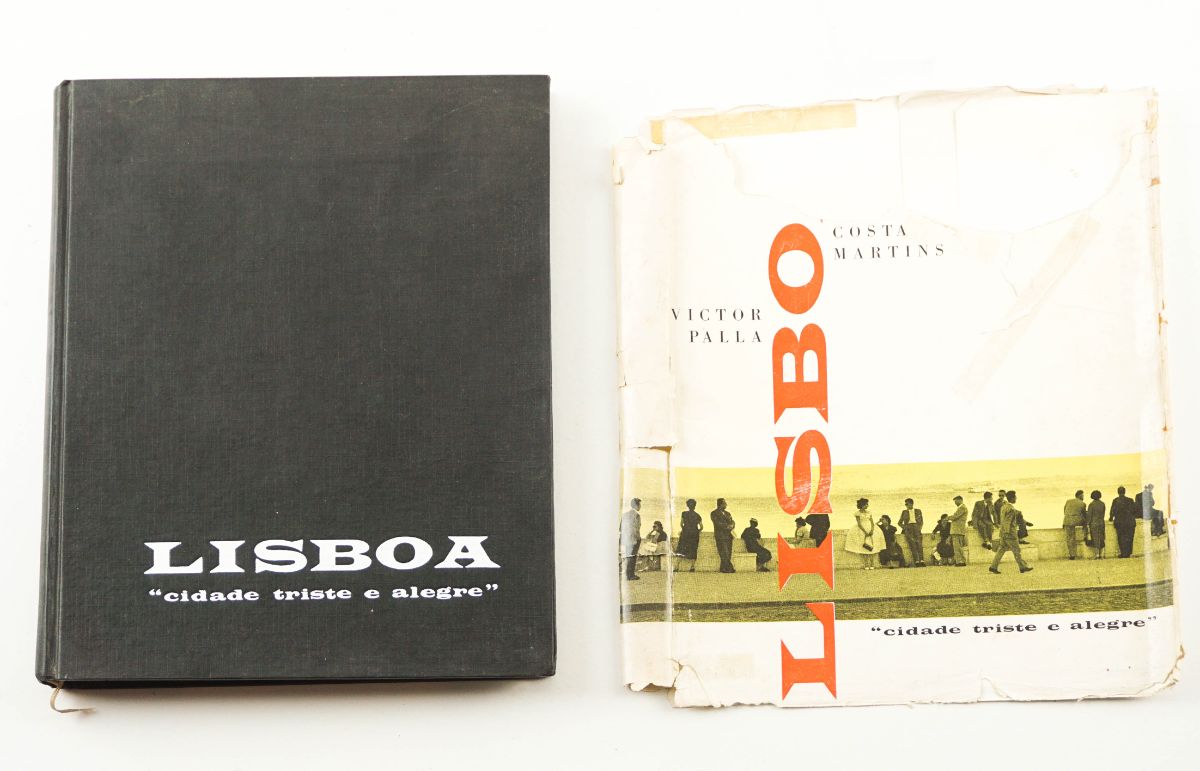 LISBOA
“cidade triste e alegre”
COSTA
MARTINS
VICTOR
PALLA
LISBO
“cidade triste e alegre”